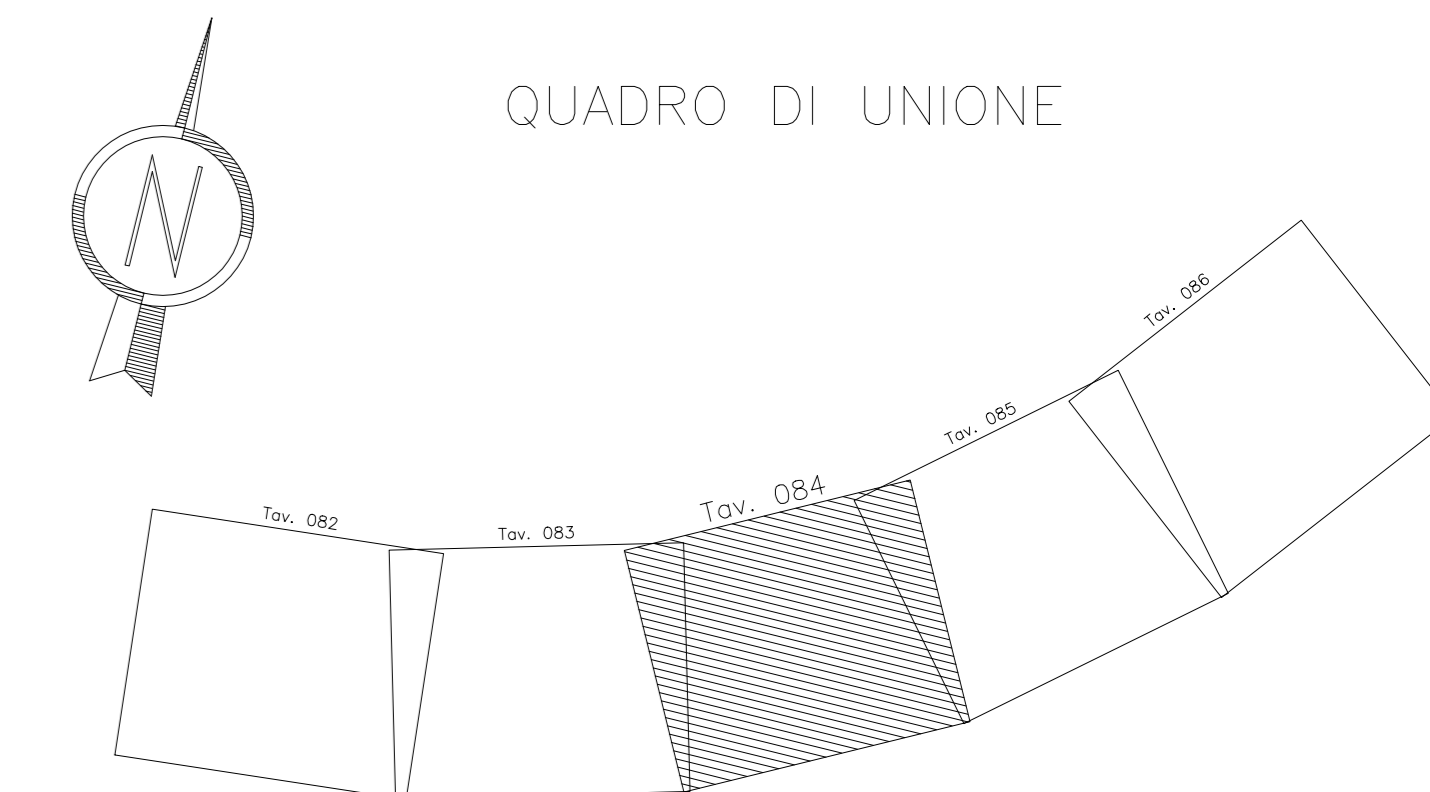 QUADRO DI UNIONE
N
Tav. 086
Tav. 085
Tav. 084
Tav. 082
Tav. 083